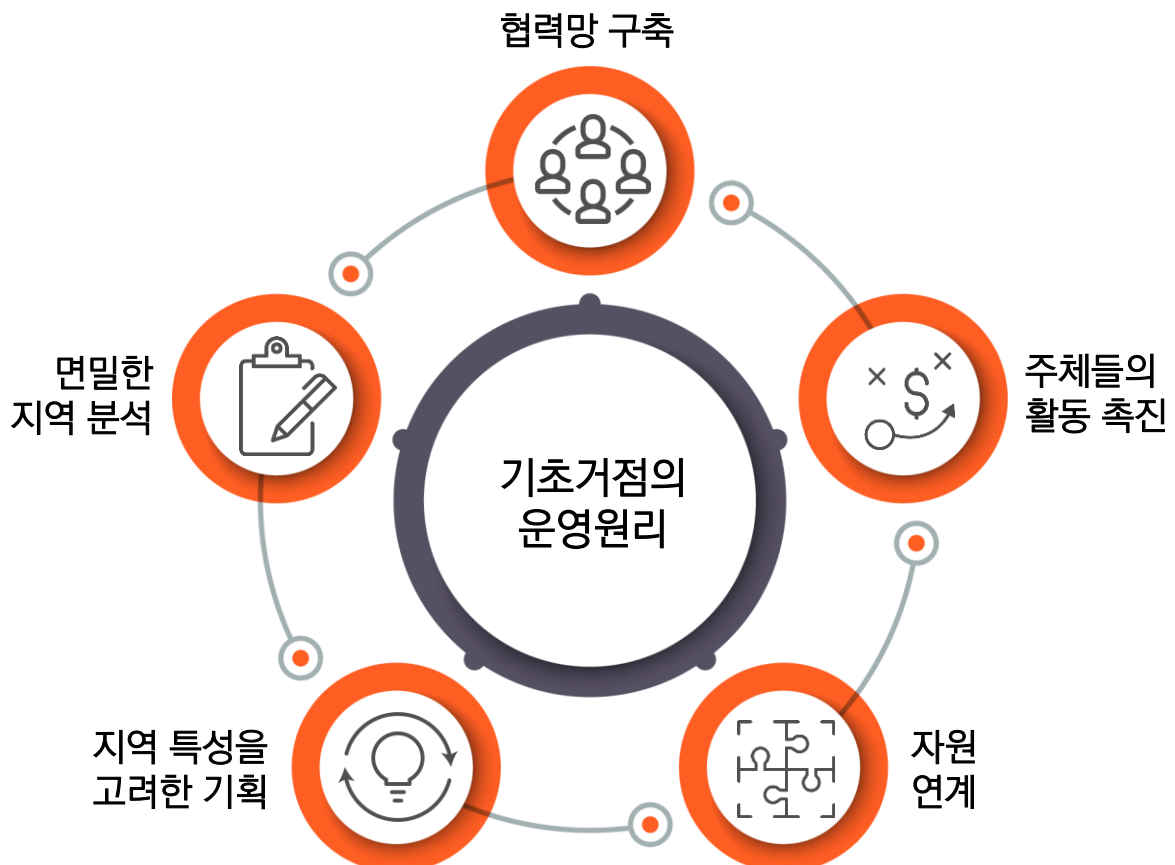 협력망 구축
면밀한
지역 분석
주체들의
활동 촉진
$
기초거점의
운영원리
지역 특성을
고려한 기획
자원
연계